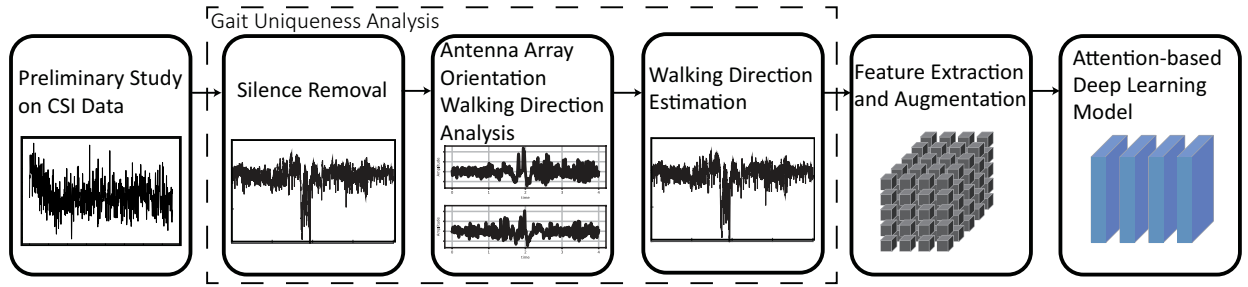 Gait Uniqueness Analysis
Preliminary Study
on CSI Data
Silence Removal
Antenna Array
Orientation
Walking Direction
Analysis
Walking Direction
Estimation
Feature Extraction
and Augmentation
Attention-based
Deep Learning
Model